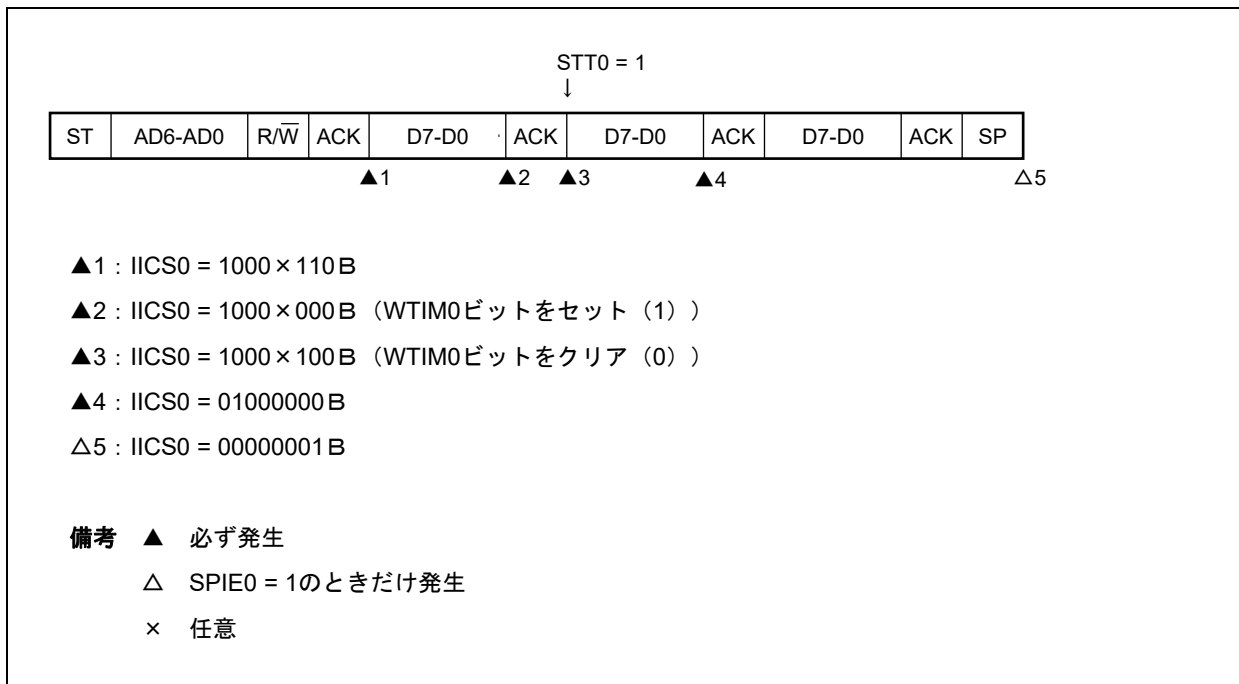 STT0 = 1
↓
ST AD6-AD0 R/W̅ ACK D7-D0 ACK D7-D0 ACK D7-D0 ACK SP
▲1 ▲2 ▲3 ▲4 △5
▲1：IICS0 = 1000×110B
▲2：IICS0 = 1000×000B（WTIM0ビットをセット（1））
▲3：IICS0 = 1000×100B（WTIM0ビットをクリア（0））
▲4：IICS0 = 01000000B
△5：IICS0 = 00000001B
備考 ▲ 必ず発生
△ SPIE0 = 1のときだけ発生
× 任意